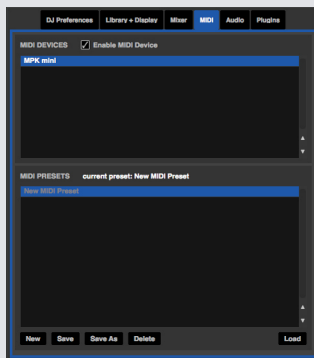 DJ Preferences Library + Display Mixer MIDI Audio Plugins
MIDI DEVICES Enable MIDI Device
MPK mini
MIDI PRESETS current preset: New MIDI Preset
New MIDI Preset
New Save Save As Delete Load